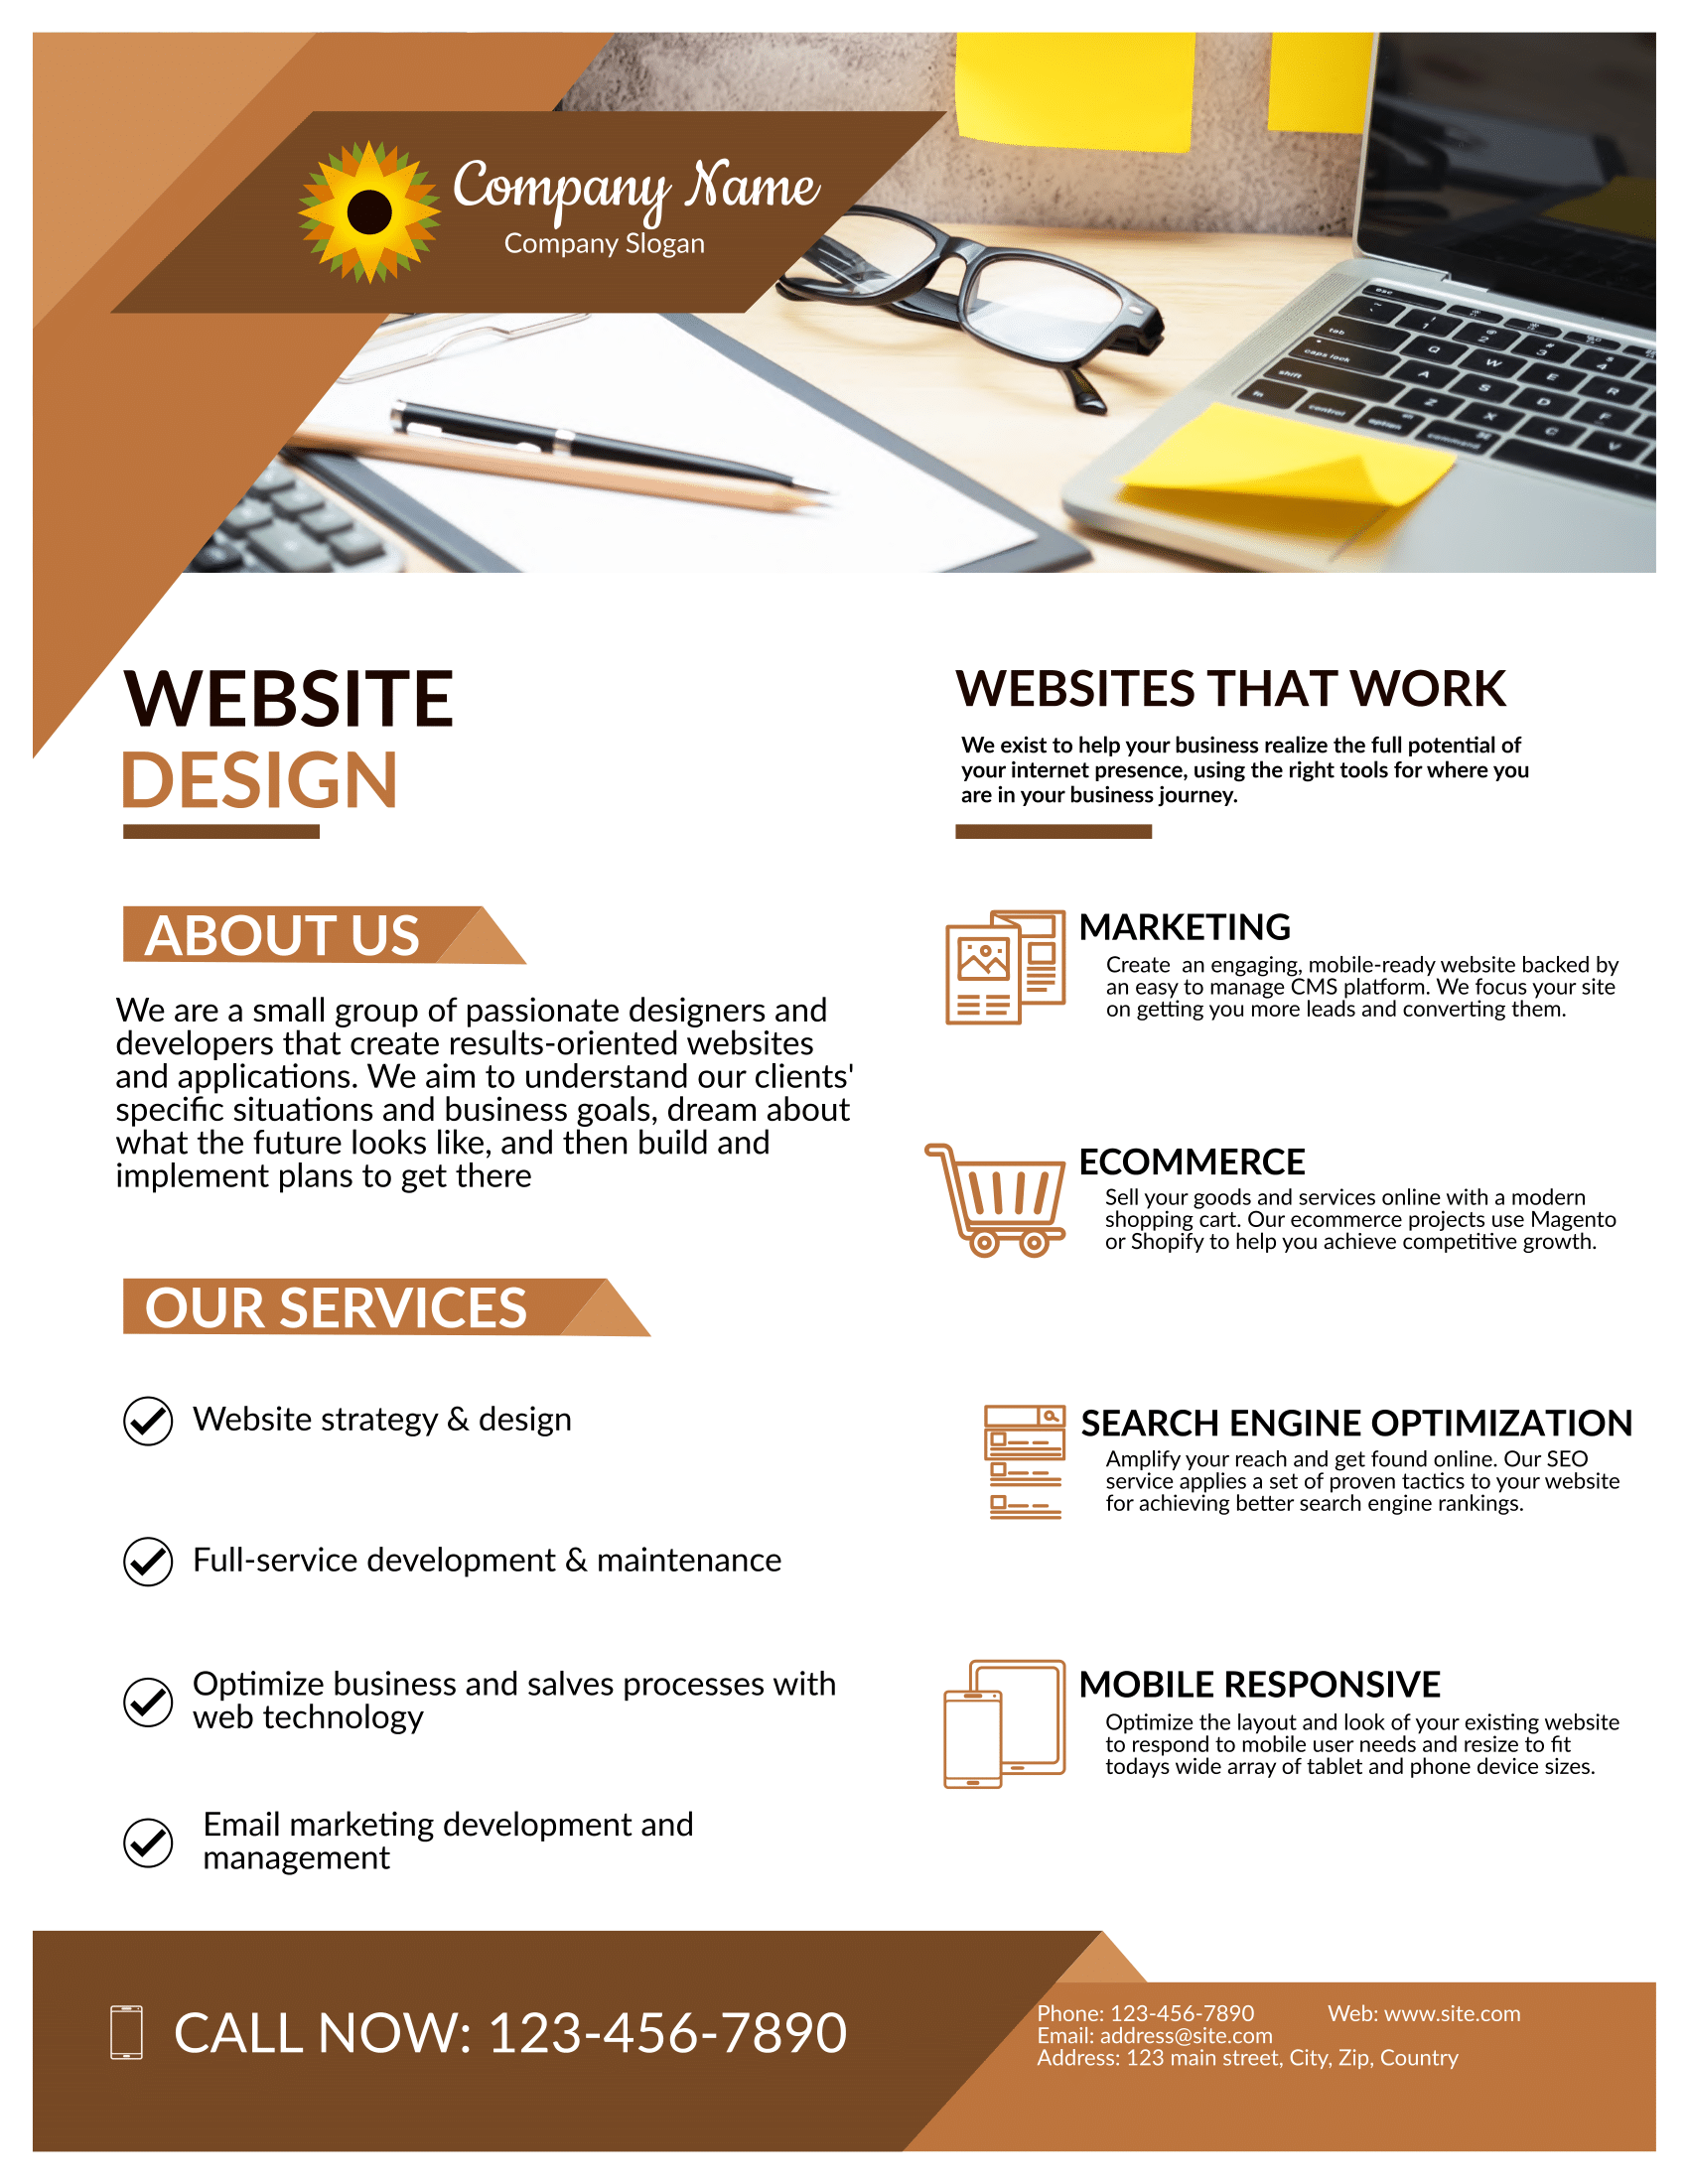 Company Name
Company Slogan
esc
tab
caps lock
shift
fn
control
option
command
WEBSITE
DESIGN
ABOUT US
We are a small group of passionate designers and
developers that create results-oriented websites
and applications. We aim to understand our clients'
specific situations and business goals, dream about
what the future looks like, and then build and
implement plans to get there
OUR SERVICES
Website strategy & design
Full-service development & maintenance
Optimize business and salves processes with
web technology
Email marketing development and
management
WEBSITES THAT WORK
We exist to help your business realize the full potential of
your internet presence, using the right tools for where you
are in your business journey.
MARKETING
Create  an engaging, mobile-ready website backed by
an easy to manage CMS platform. We focus your site
on getting you more leads and converting them.
ECOMMERCE
Sell your goods and services online with a modern
shopping cart. Our ecommerce projects use Magento
or Shopify to help you achieve competitive growth.
SEARCH ENGINE OPTIMIZATION
Amplify your reach and get found online. Our SEO
service applies a set of proven tactics to your website
for achieving better search engine rankings.
MOBILE RESPONSIVE
Optimize the layout and look of your existing website
to respond to mobile user needs and resize to fit
todays wide array of tablet and phone device sizes.
CALL NOW: 123-456-7890
Phone: 123-456-7890 Web: www.site.com
Email: address@site.com
Address: 123 main street, City, Zip, Country